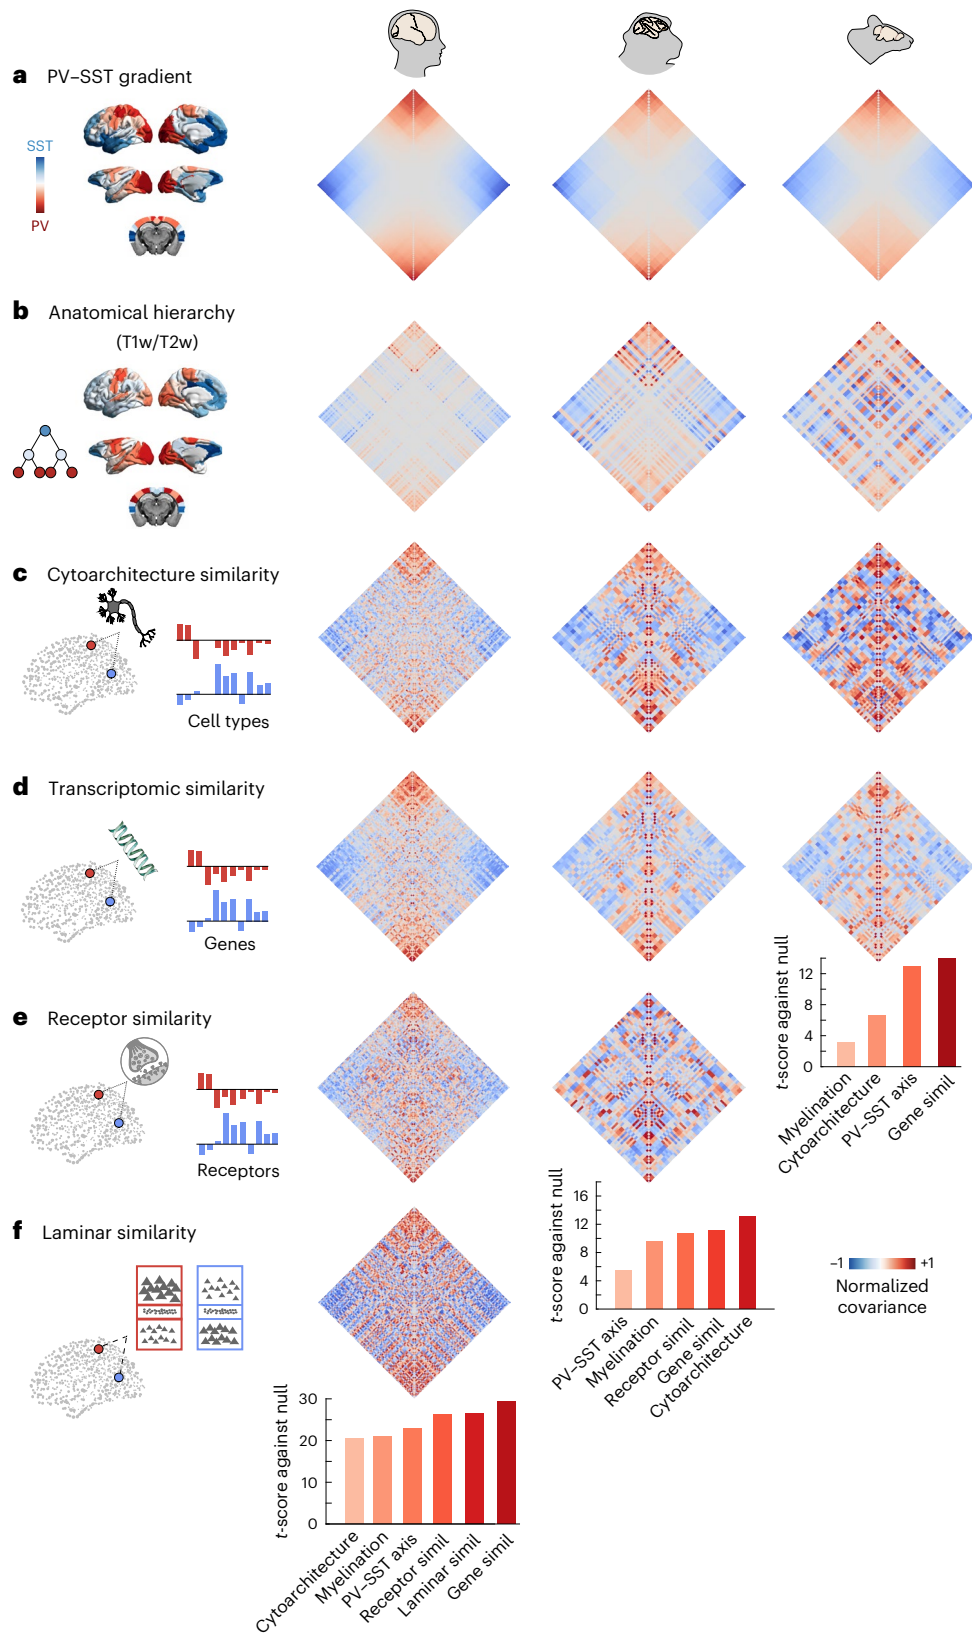 a PV–SST gradient
SST
PV
b Anatomical hierarchy
(T1w/T2w)
c Cytoarchitecture similarity
Cell types
d Transcriptomic similarity
Genes
t-score against null
12
8
4
0
Myelination
Cytoarchitecture
PV–SST axis
Gene simil
e Receptor similarity
Receptors
t-score against null
16
12
8
4
0
PV–SST axis
Myelination
Receptor simil
Gene simil
Cytoarchitecture
–1 +1
Normalized
covariance
f Laminar similarity
t-score against null
30
20
10
0
Cytoarchitecture
Myelination
PV–SST axis
Receptor simil
Laminar simil
Gene simil